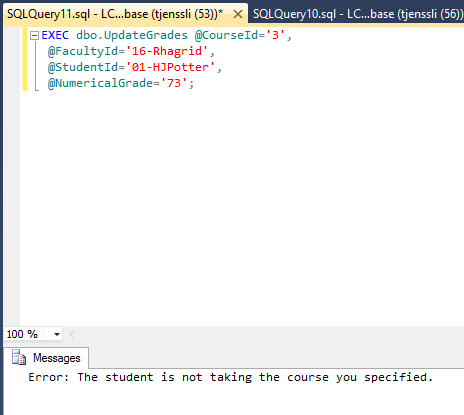 SQLQuery11.sql - LC...base (tjenssli (53))* SQLQuery10.sql - LC...base (tjenssli (56))
EXEC dbo.UpdateGrades @CourseId='3',
@FacultyId='16-Rhagrid',
@StudentId='01-HJPotter',
@NumericalGrade='73';
100 %
Messages
Error: The student is not taking the course you specified.